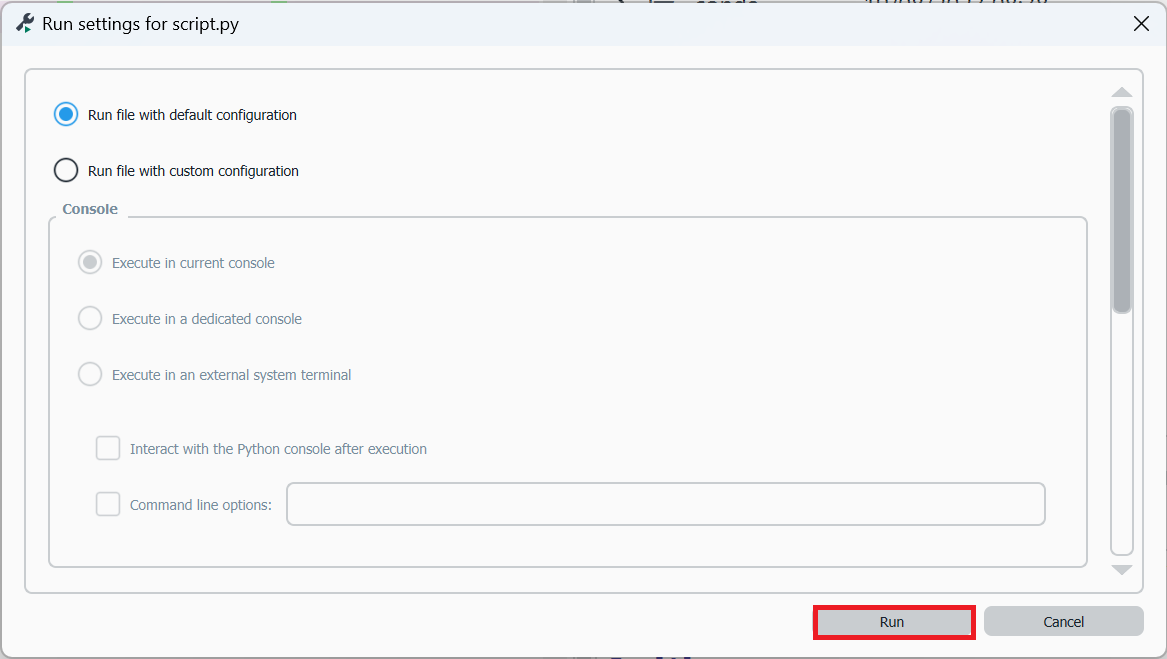 Run settings for script.py
Run file with default configuration
Run file with custom configuration
Console
Execute in current console
Execute in a dedicated console
Execute in an external system terminal
Interact with the Python console after execution
Command line options:
Run
Cancel